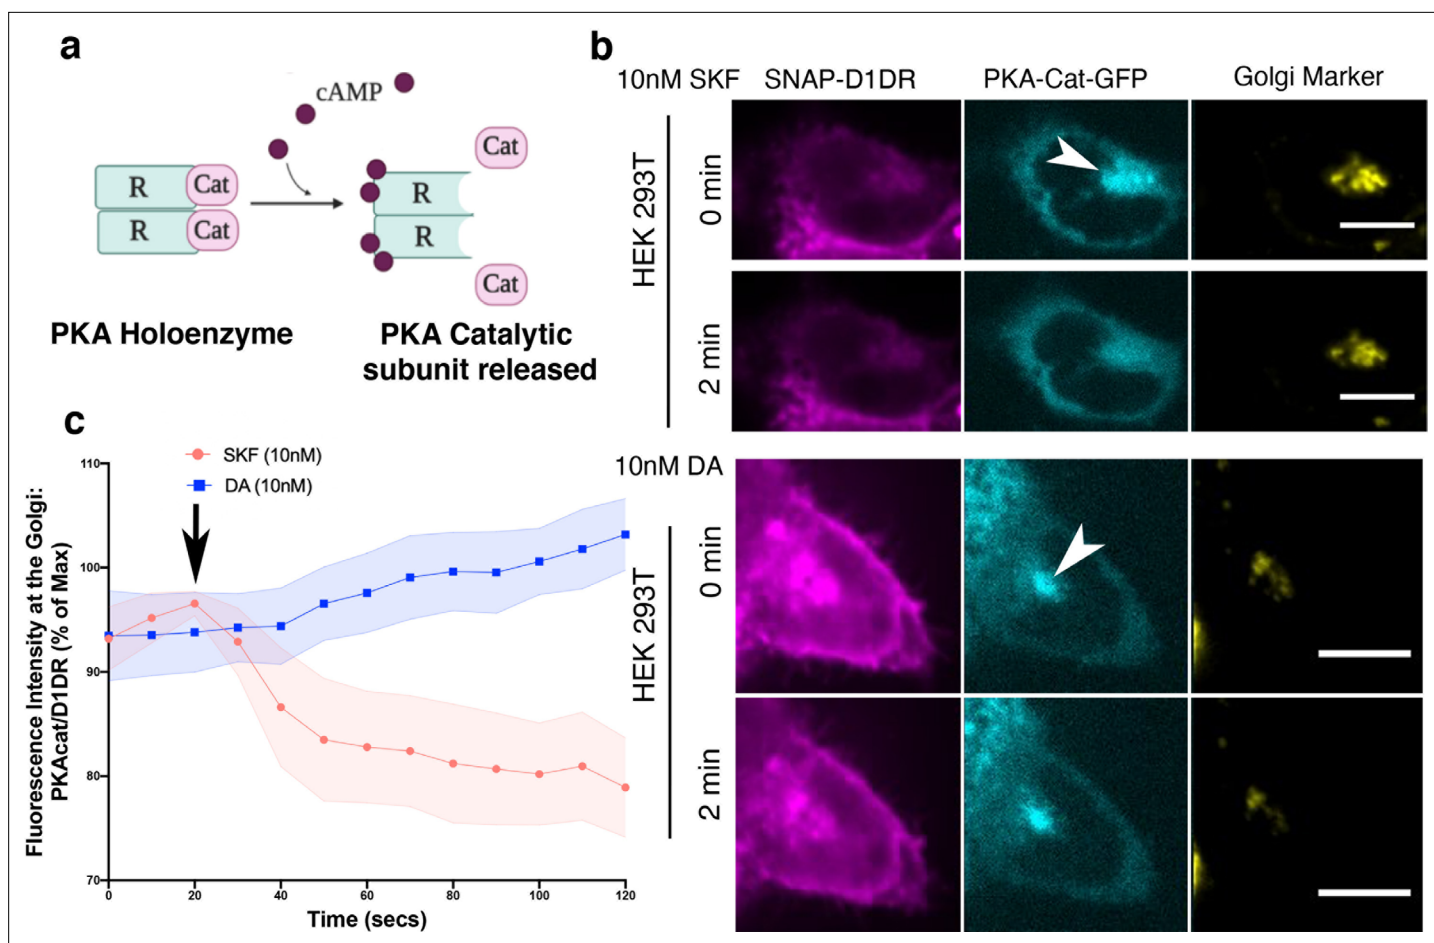 a
cAMP
Cat
R
Cat
R
R
Cat
R
Cat
PKA Holoenzyme
PKA Catalytic
subunit released
b
10nM SKF
SNAP-D1DR
PKA-Cat-GFP
Golgi Marker
HEK 293T
0 min
2 min
10nM DA
HEK 293T
0 min
2 min
c
SKF (10nM)
DA (10nM)
Fluorescence Intensity at the Golgi:
PKAcat/D1DR (% of Max)
110
100
90
80
70
0
20
40
60
80
100
120
Time (secs)